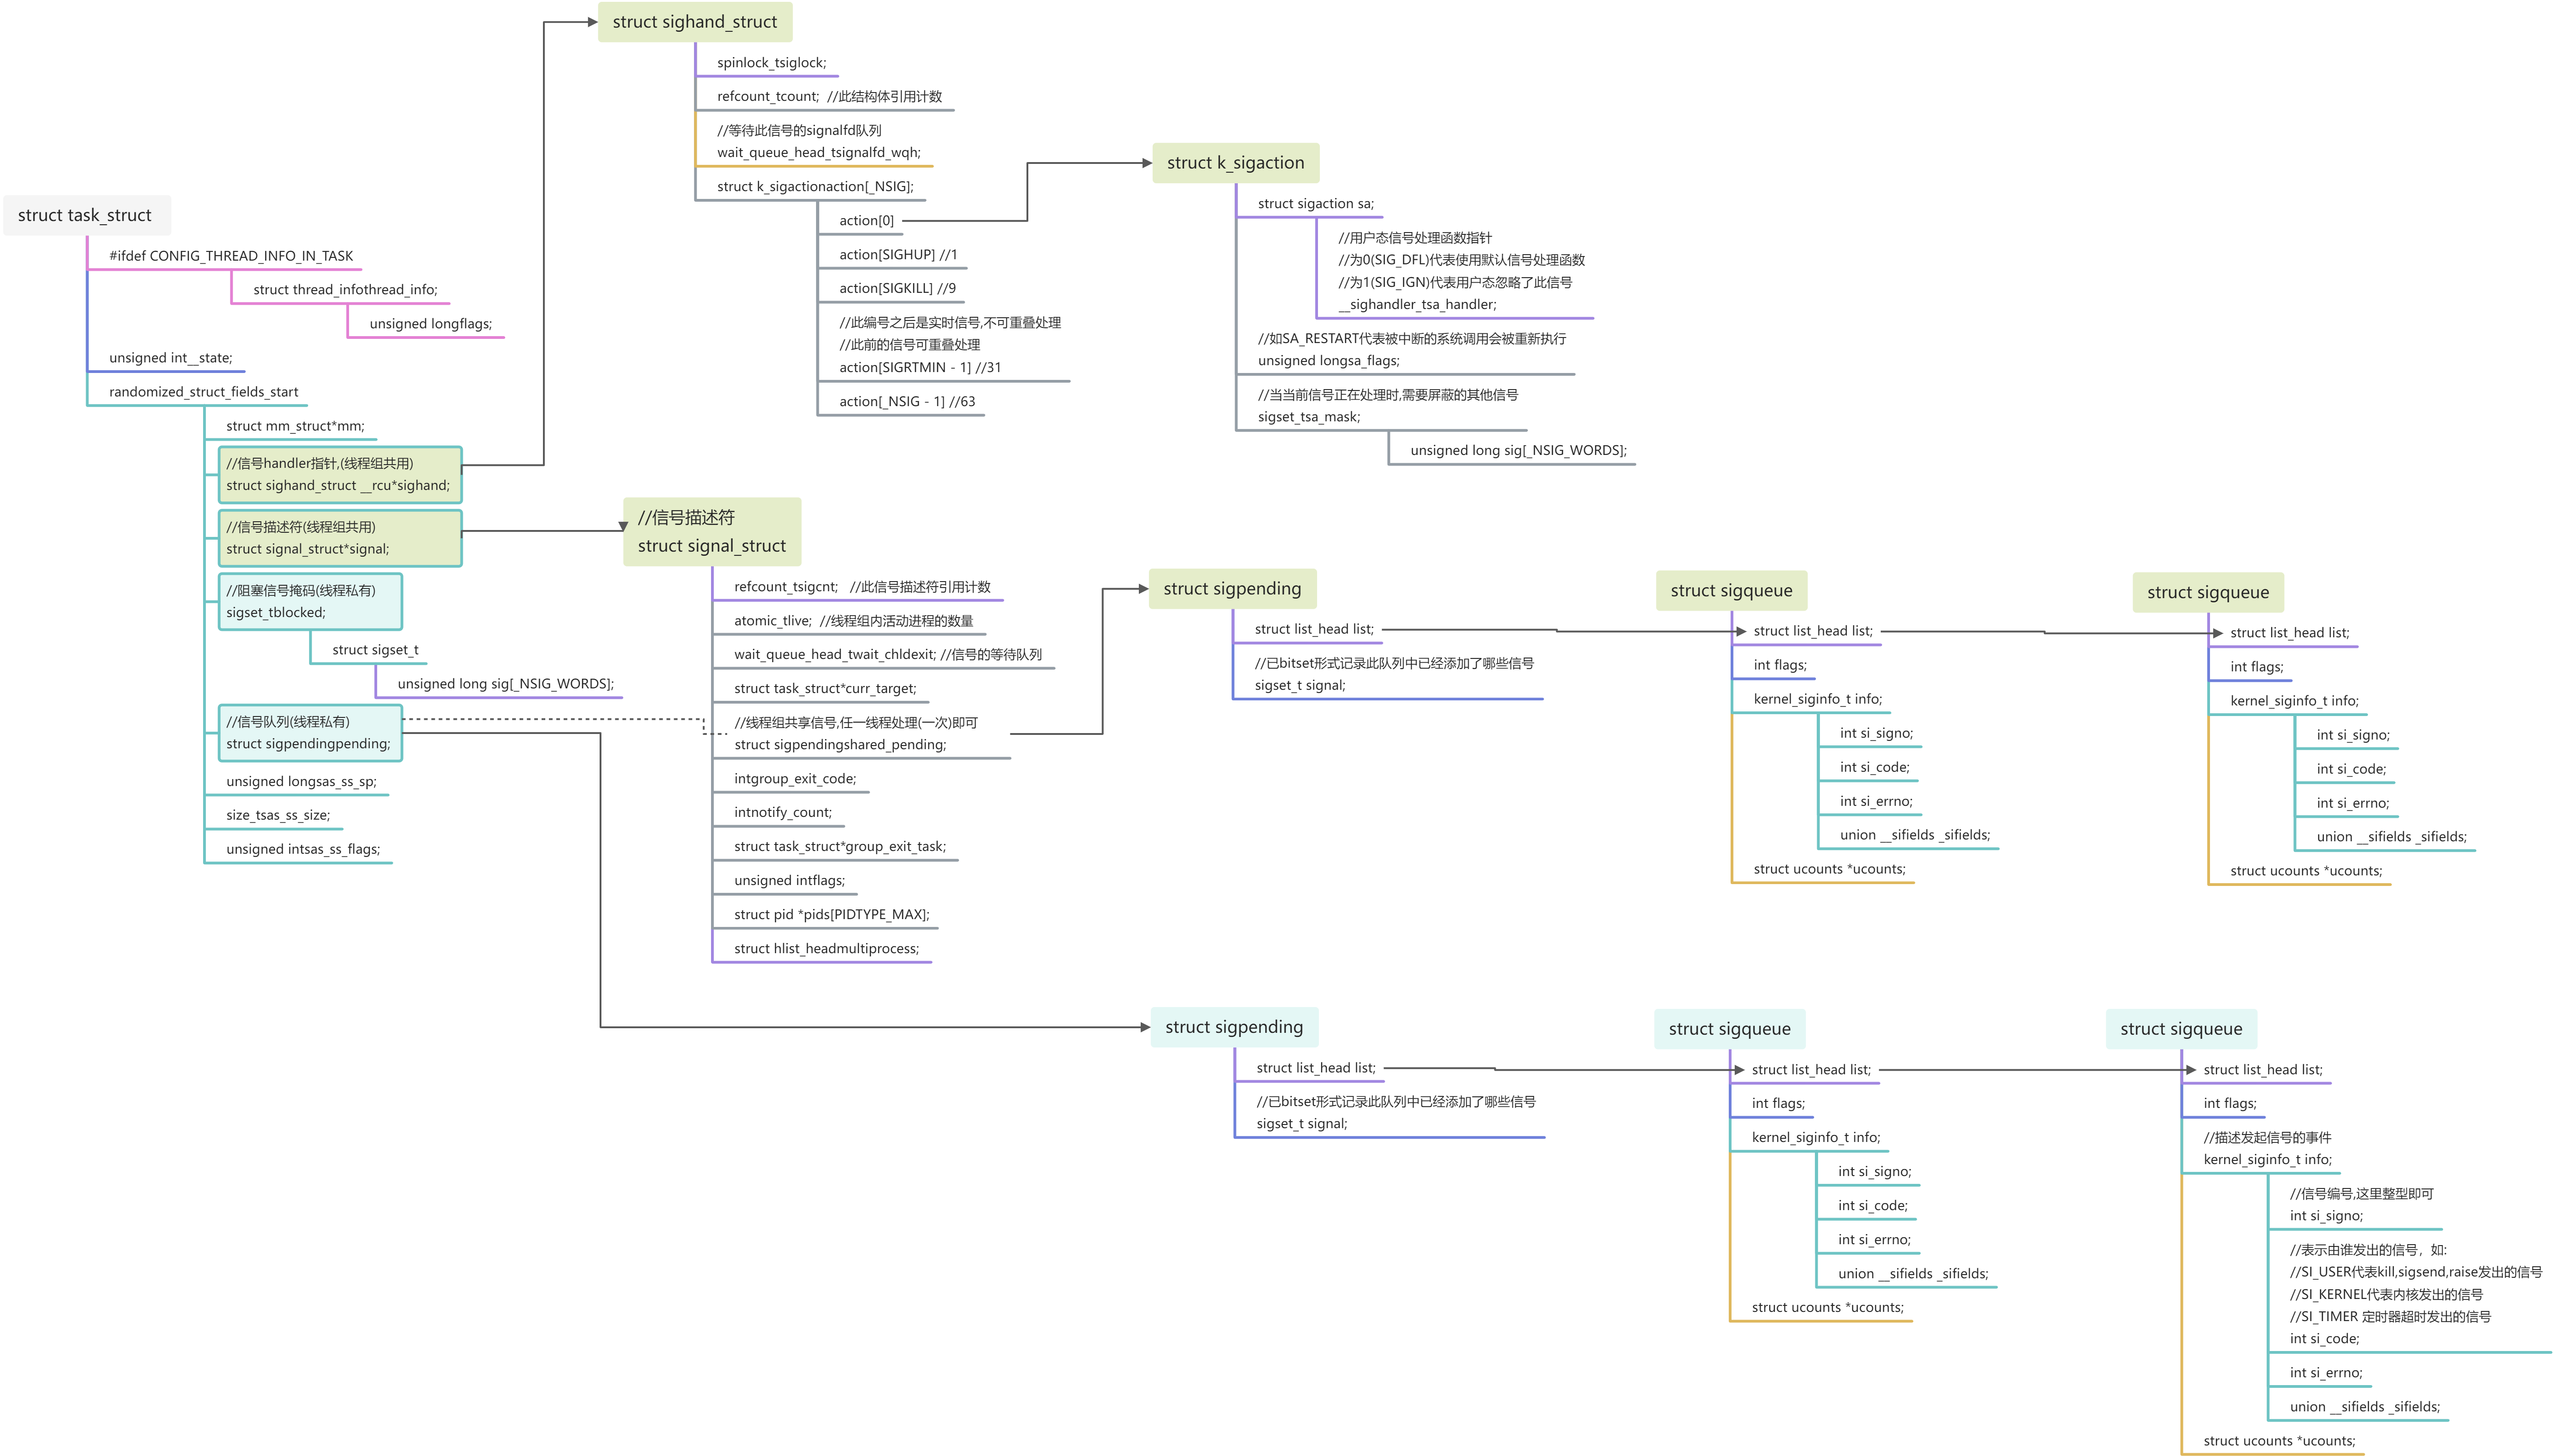 struct task_struct
#ifdef CONFIG_THREAD_INFO_IN_TASK
struct thread_infothread_info;
unsigned longflags;
unsigned int__state;
randomized_struct_fields_start
struct mm_struct*mm;
//信号handler指针,(线程组共用)
struct sighand_struct __rcu*sighand;
//信号描述符(线程组共用)
struct signal_struct*signal;
//阻塞信号掩码(线程私有)
sigset_tblocked;
struct sigset_t
unsigned long sig[_NSIG_WORDS];
//信号队列(线程私有)
struct sigpendingpending;
unsigned longsas_ss_sp;
size_tsas_ss_size;
unsigned intsas_ss_flags;
struct sighand_struct
spinlock_tsiglock;
refcount_tcount;  //此结构体引用计数
//等待此信号的signalfd队列
wait_queue_head_tsignalfd_wqh;
struct k_sigactionaction[_NSIG];
action[0]
action[SIGHUP] //1
action[SIGKILL] //9
//此编号之后是实时信号,不可重叠处理
//此前的信号可重叠处理
action[SIGRTMIN - 1] //31
action[_NSIG - 1] //63
struct k_sigaction
struct sigaction sa;
//用户态信号处理函数指针
//为0(SIG_DFL)代表使用默认信号处理函数
//为1(SIG_IGN)代表用户态忽略了此信号
__sighandler_tsa_handler;
//如SA_RESTART代表被中断的系统调用会被重新执行
unsigned longsa_flags;
//当当前信号正在处理时,需要屏蔽的其他信号
sigset_tsa_mask;
unsigned long sig[_NSIG_WORDS];
//信号描述符
struct signal_struct
refcount_tsigcnt;   //此信号描述符引用计数
atomic_tlive;  //线程组内活动进程的数量
wait_queue_head_twait_chldexit; //信号的等待队列
struct task_struct*curr_target;
//线程组共享信号,任一线程处理(一次)即可
struct sigpendingshared_pending;
intgroup_exit_code;
intnotify_count;
struct task_struct*group_exit_task;
unsigned intflags;
struct pid *pids[PIDTYPE_MAX];
struct hlist_headmultiprocess;
struct sigpending
struct list_head list;
//已bitset形式记录此队列中已经添加了哪些信号
sigset_t signal;
struct sigqueue
struct list_head list;
int flags;
kernel_siginfo_t info;
int si_signo;
int si_code;
int si_errno;
union __sifields _sifields;
struct ucounts *ucounts;
struct sigqueue
struct list_head list;
int flags;
kernel_siginfo_t info;
int si_signo;
int si_code;
int si_errno;
union __sifields _sifields;
struct ucounts *ucounts;
struct sigpending
struct list_head list;
//已bitset形式记录此队列中已经添加了哪些信号
sigset_t signal;
struct sigqueue
struct list_head list;
int flags;
kernel_siginfo_t info;
int si_signo;
int si_code;
int si_errno;
union __sifields _sifields;
struct ucounts *ucounts;
struct sigqueue
struct list_head list;
int flags;
//描述发起信号的事件
kernel_siginfo_t info;
//信号编号,这里整型即可
int si_signo;
//表示由谁发出的信号，如:
//SI_USER代表kill,sigsend,raise发出的信号
//SI_KERNEL代表内核发出的信号
//SI_TIMER 定时器超时发出的信号
int si_code;
int si_errno;
union __sifields _sifields;
struct ucounts *ucounts;